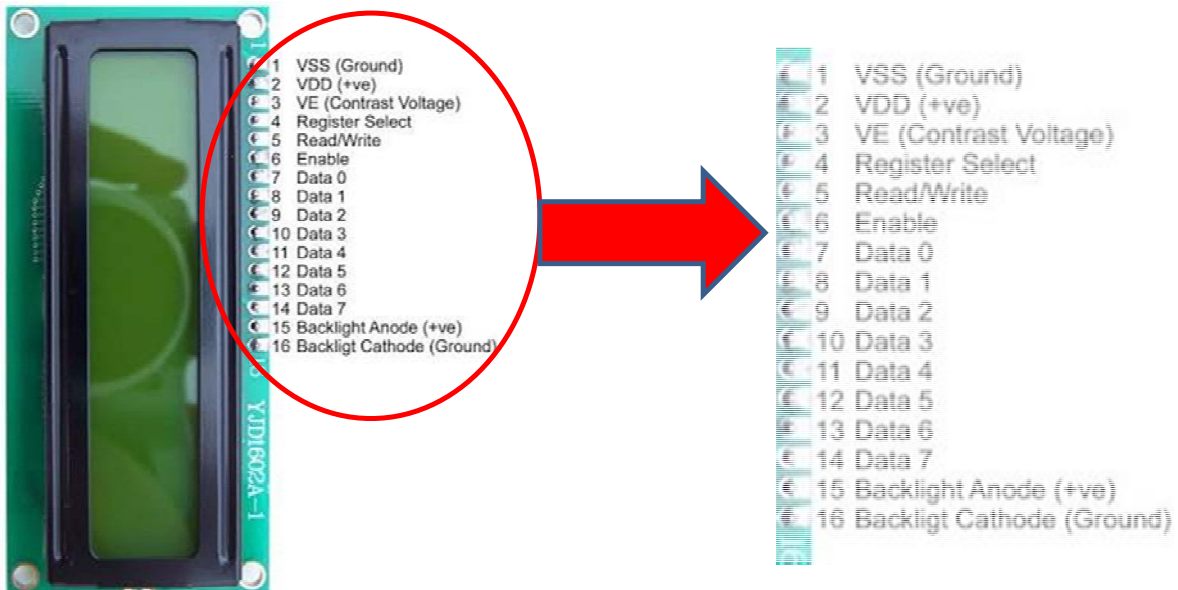 1 VSS (Ground)
2 VDD (+ve)
3 VE (Contrast Voltage)
4 Register Select
5 Read/Write
6 Enable
7 Data 0
8 Data 1
9 Data 2
10 Data 3
11 Data 4
12 Data 5
13 Data 6
14 Data 7
15 Backlight Anode (+ve)
16 Backligt Cathode (Ground)
YJD1602A-1
1 VSS (Ground)
2 VDD (+ve)
3 VE (Contrast Voltage)
4 Register Select
5 Read/Write
6 Enable
7 Data 0
8 Data 1
9 Data 2
10 Data 3
11 Data 4
12 Data 5
13 Data 6
14 Data 7
15 Backlight Anode (+ve)
16 Backligt Cathode (Ground)